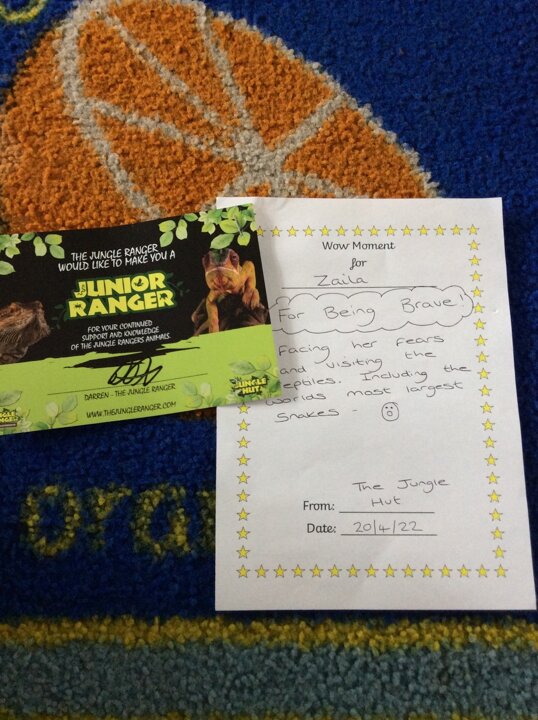 THE JUNGLE RANGER
WOULD LIKE TO MAKE YOU A
JUNIOR
RANGER
FOR YOUR CONTINUED
SUPPORT AND KNOWLEDGE
OF THE JUNGLE RANGERS ANIMALS.
DARREN - THE JUNGLE RANGER
WWW.THEJUNGLERANGER.COM
JUNGLE
HUT
Wow Moment
for
Zaila
For Being Brave!
Facing her fears
and visiting the
eptiles. Including the
worlds most largest
snakes -
The Jungle
Hut
From:
Date: 20/4/22
oran